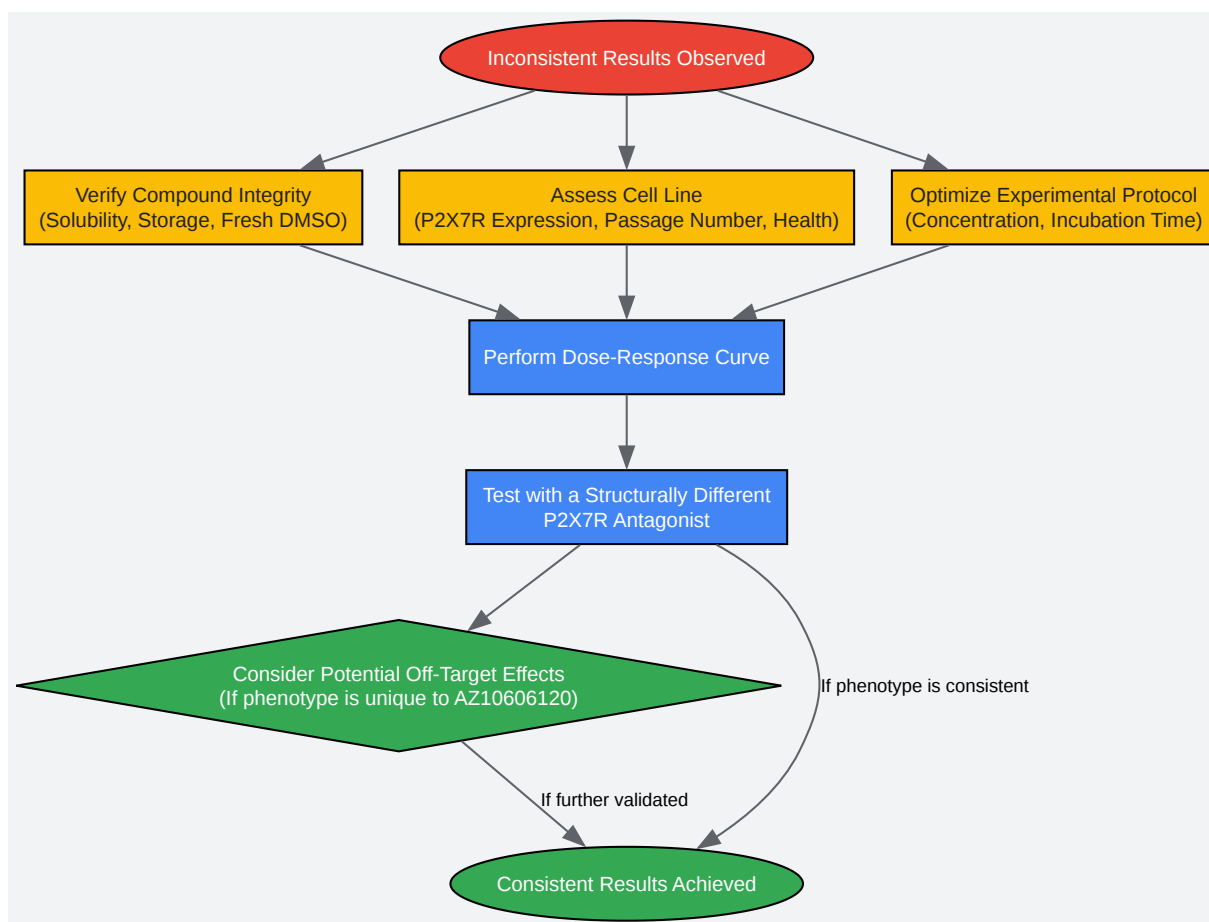 Inconsistent Results Observed
Verify Compound Integrity
(Solubility, Storage, Fresh DMSO)
Assess Cell Line
(P2X7R Expression, Passage Number, Health)
Optimize Experimental Protocol
(Concentration, Incubation Time)
Perform Dose-Response Curve
Test with a Structurally Different
P2X7R Antagonist
Consider Potential Off-Target Effects
(If phenotype is unique to AZ10606120)
If phenotype is consistent
If further validated
Consistent Results Achieved